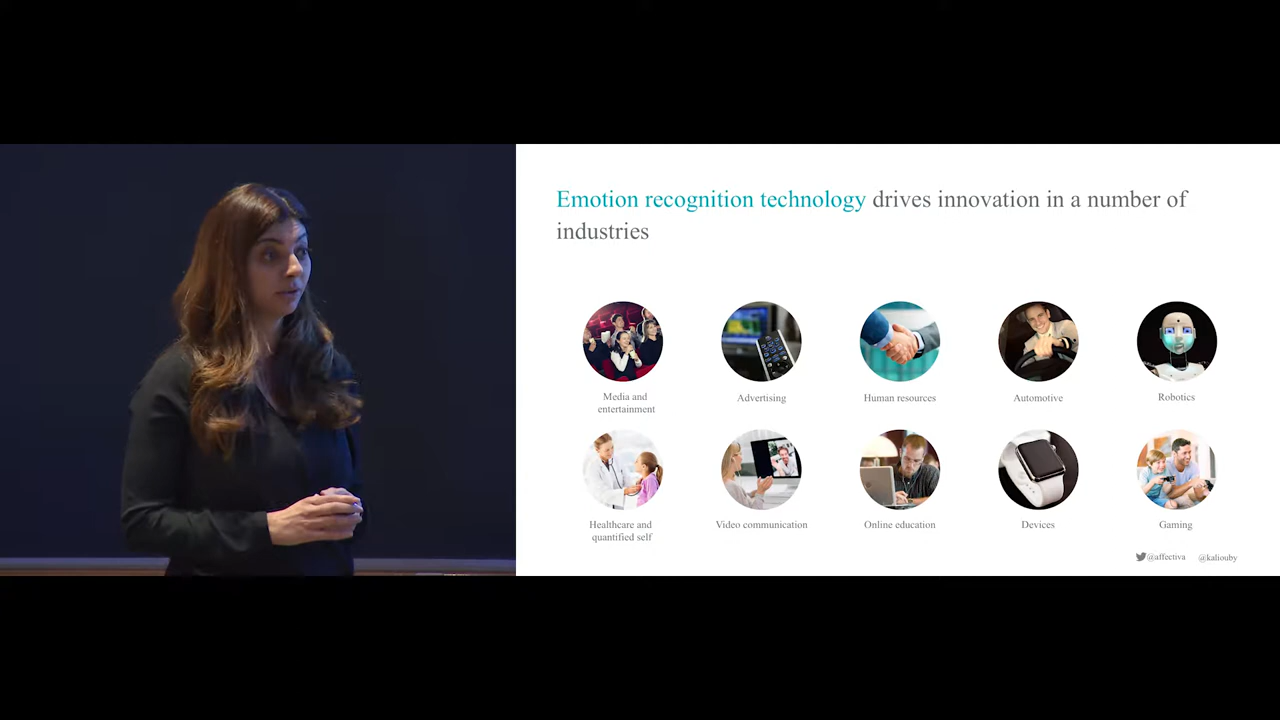 Emotion recognition technology drives innovation in a number of
industries
Media and
entertainment
Advertising
Human resources
Automotive
Robotics
Healthcare and
quantified self
Video communication
Online education
Devices
Gaming
@affectiva @kaliouby